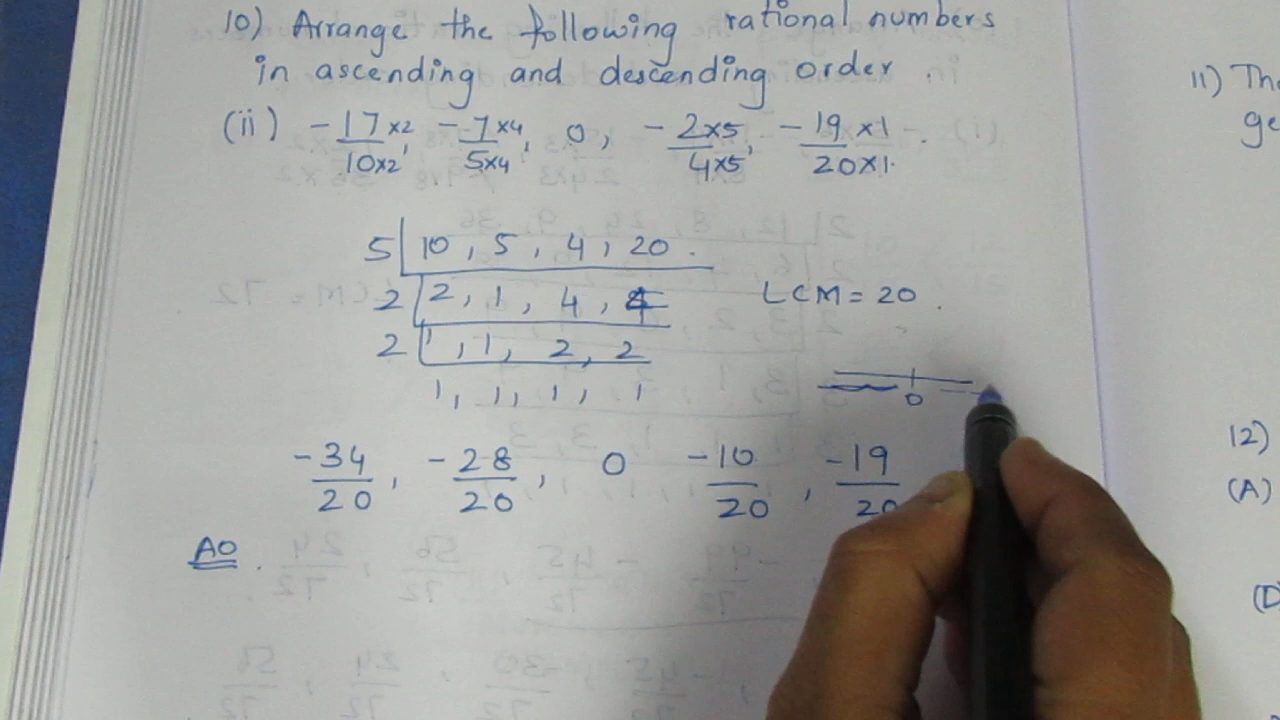 10) Arrange the following rational numbers
in ascending and descending order.
(ii) -17×2/10×2, -7×4/5×4, 0, -2×5/4×5, -19×1/20×1.
5 | 10, 5, 4, 20.
2 | 2, 1, 4, 4
LCM = 20.
2 | 1, 1, 2, 2
1, 1, 1, 1
0
-34/20, -28/20, 0 -10/20, -19/20
AO.
11) Th
ge
12)
(A)
(D